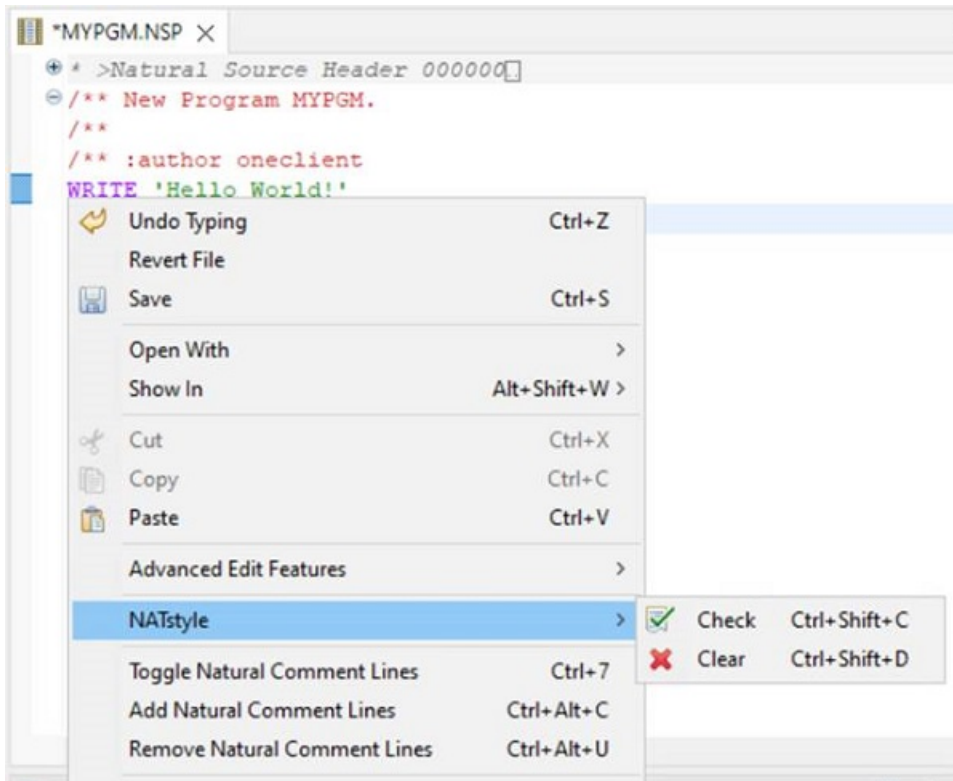 *MYPGM.NSP
* >Natural Source Header 000000
/** New Program MYPGM.
/**
/** :author oneclient
WRITE 'Hello World!'
Undo Typing Ctrl+Z
Revert File
Save Ctrl+S
Open With >
Show In Alt+Shift+W >
Cut Ctrl+X
Copy Ctrl+C
Paste Ctrl+V
Advanced Edit Features >
NATstyle >
Check Ctrl+Shift+C
Clear Ctrl+Shift+D
Toggle Natural Comment Lines Ctrl+7
Add Natural Comment Lines Ctrl+Alt+C
Remove Natural Comment Lines Ctrl+Alt+U